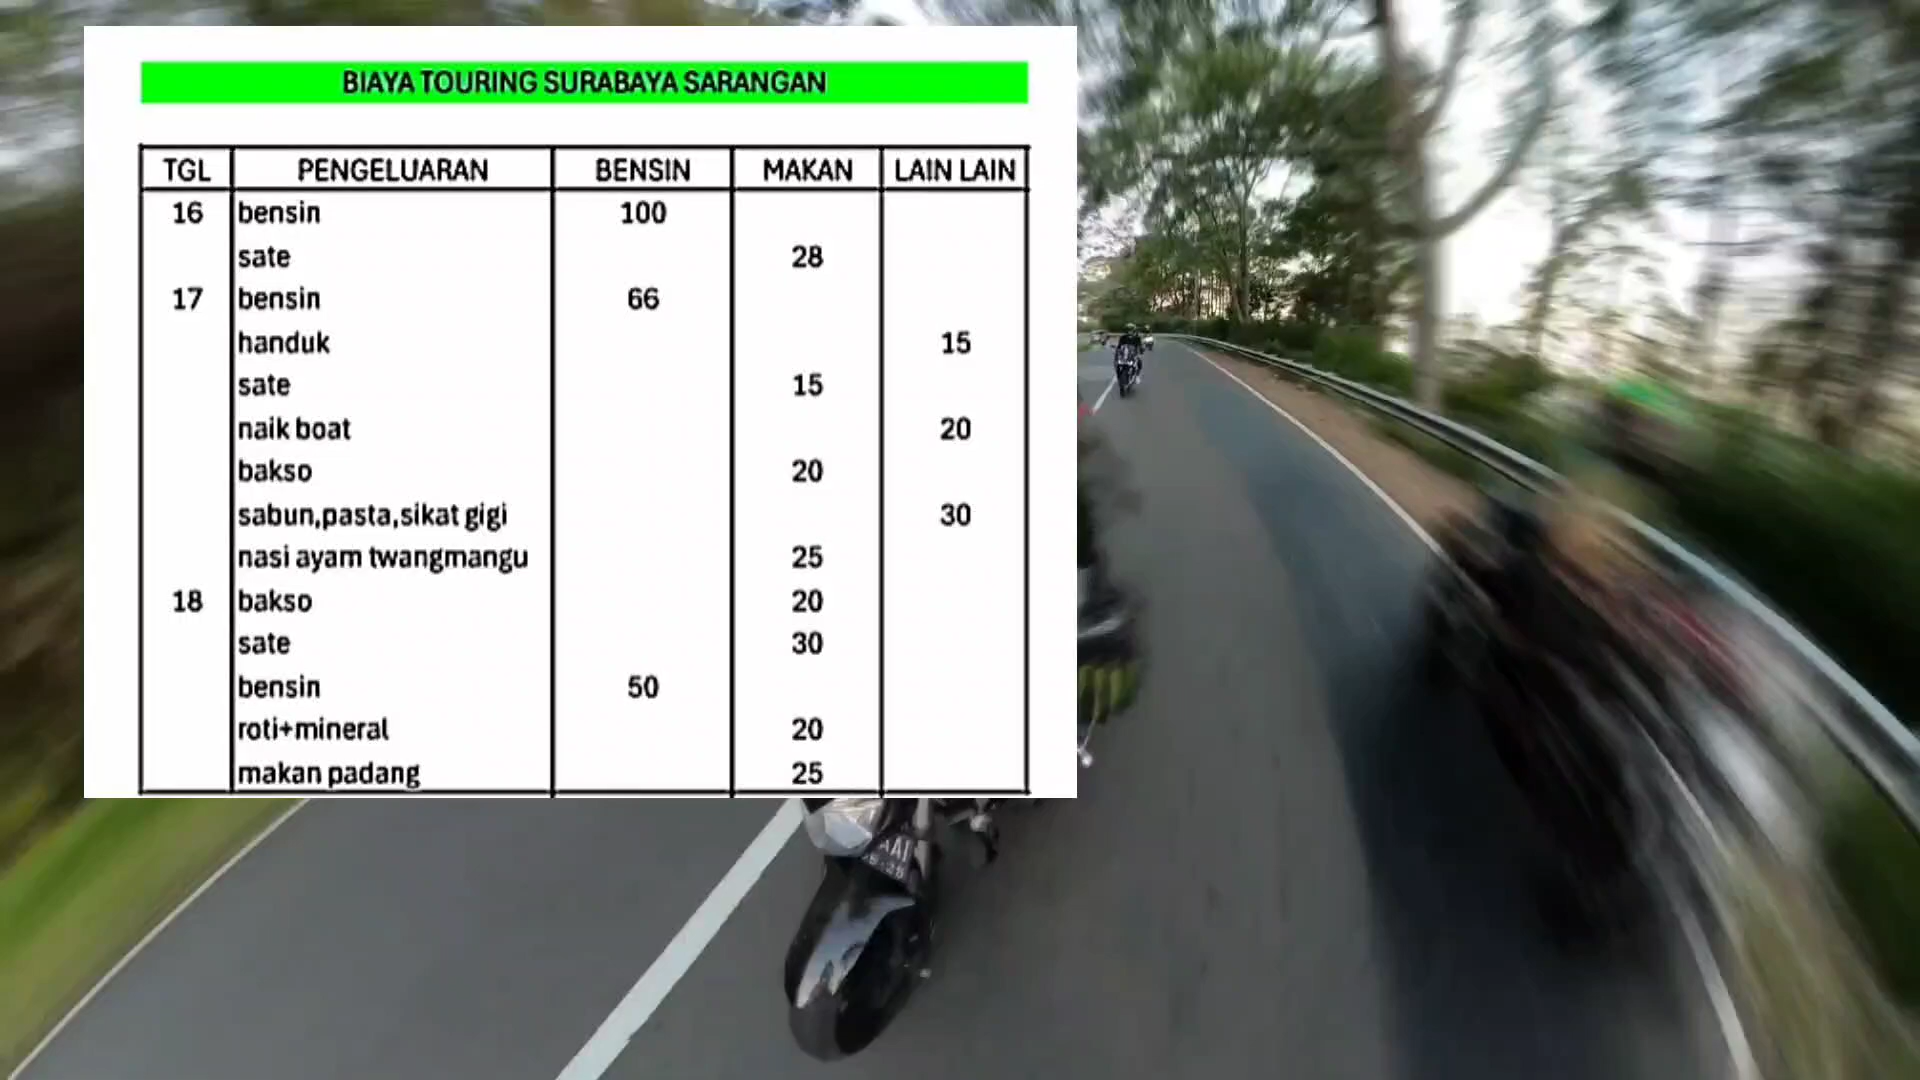 BIAYA TOURING SURABAYA SARANGAN
TGL PENGELUARAN BENSIN MAKAN LAIN LAIN
16 bensin 100
sate 28
17 bensin 66
handuk 15
sate 15
naik boat 20
bakso 20
sabun,pasta,sikat gigi 30
nasi ayam twangmangu 25
18 bakso 20
sate 30
bensin 50
roti+mineral 20
makan padang 25
AAI